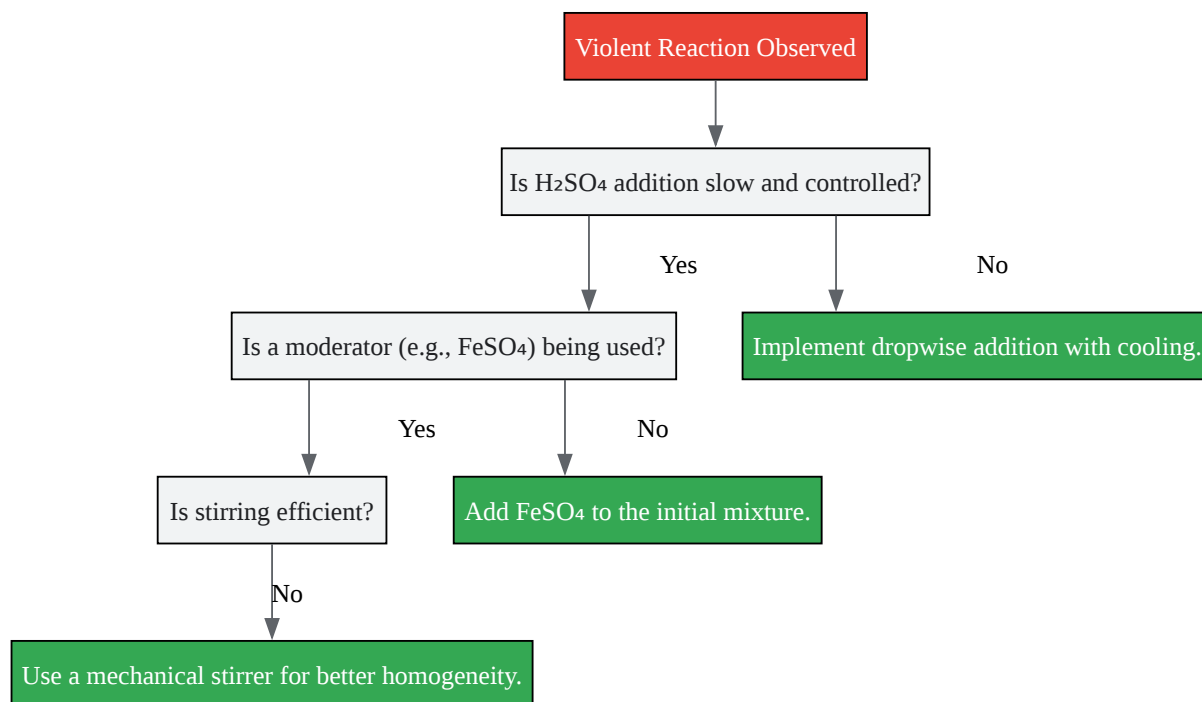 Violent Reaction Observed
Is H₂SO₄ addition slow and controlled?
Yes
No
Is a moderator (e.g., FeSO₄) being used?
Implement dropwise addition with cooling.
Yes
No
Is stirring efficient?
Add FeSO₄ to the initial mixture.
No
Use a mechanical stirrer for better homogeneity.